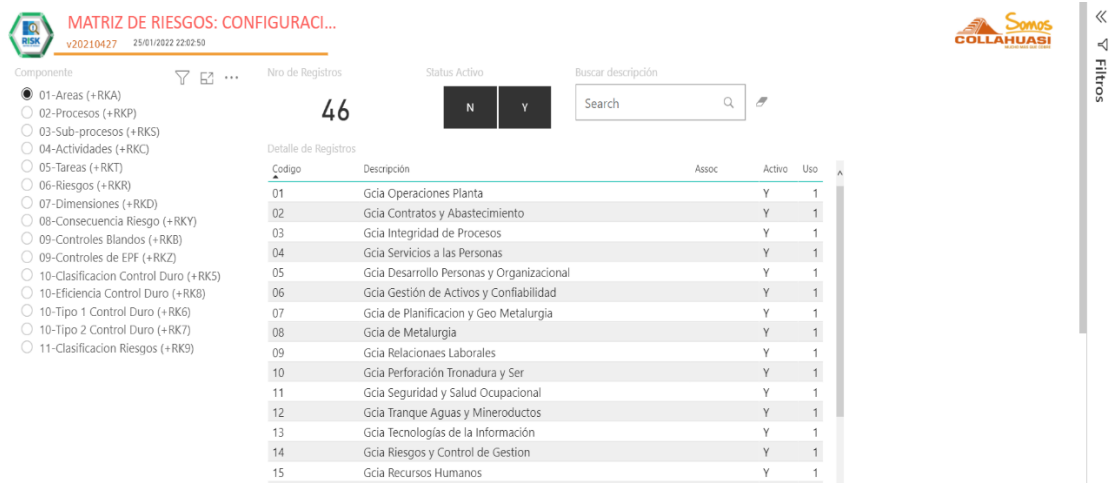 MATRIZ DE RIESGOS: CONFIGURACI...
v20210427 25/01/2022 22:02:50
RISK
Somos
COLLAHUASI
Filtros
Componente
01-Areas (+RKA)
02-Procesos (+RKP)
03-Sub-procesos (+RKS)
04-Actividades (+RKC)
05-Tareas (+RKT)
06-Riesgos (+RKR)
07-Dimensiones (+RKD)
08-Consecuencia Riesgo (+RKY)
09-Controles Blandos (+RKB)
09-Controles de EPF (+RKZ)
10-Clasificacion Control Duro (+RK5)
10-Eficiencia Control Duro (+RK8)
10-Tipo 1 Control Duro (+RK6)
10-Tipo 2 Control Duro (+RK7)
11-Clasificacion Riesgos (+RK9)
Nro de Registros
46
Status Activo
N Y
Buscar descripción
Search
Detalle de Registros
Codigo Descripción Assoc Activo Uso
01 Gcia Operaciones Planta Y 1
02 Gcia Contratos y Abastecimiento Y 1
03 Gcia Integridad de Procesos Y 1
04 Gcia Servicios a las Personas Y 1
05 Gcia Desarrollo Personas y Organizacional Y 1
06 Gcia Gestión de Activos y Confiabilidad Y 1
07 Gcia de Planificacion y Geo Metalurgia Y 1
08 Gcia de Metalurgia Y 1
09 Gcia Relacionaes Laborales Y 1
10 Gcia Perforación Tronadura y Ser Y 1
11 Gcia Seguridad y Salud Ocupacional Y 1
12 Gcia Tranque Aguas y Mineroductos Y 1
13 Gcia Tecnologías de la Información Y 1
14 Gcia Riesgos y Control de Gestion Y 1
15 Gcia Recursos Humanos Y 1